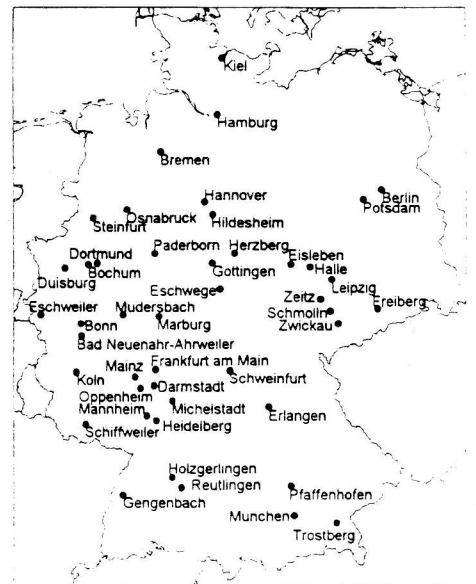 Kiel
Hamburg
Bremen
Hannover
Berlin
Potsdam
Osnabruck
Hildesheim
Steinfurt
Paderborn
Herzberg
Dortmund
Eisleben
Bochum
Gottingen
Halle
Duisburg
Leipzig
Eschwege
Zeitz
Freiberg
Eschweiler
Mudersbach
Schmolln
Bonn
Marburg
Zwickau
Bad Neuenahr-Ahrweiler
Mainz
Frankfurt am Main
Koln
Schweinfurt
Darmstadt
Oppenheim
Mannheim
Michelstadt
Erlangen
Schiffweiler
Heidelberg
Holzgerlingen
Reutlingen
Pfaffenhofen
Gengenbach
Munchen
Trostberg